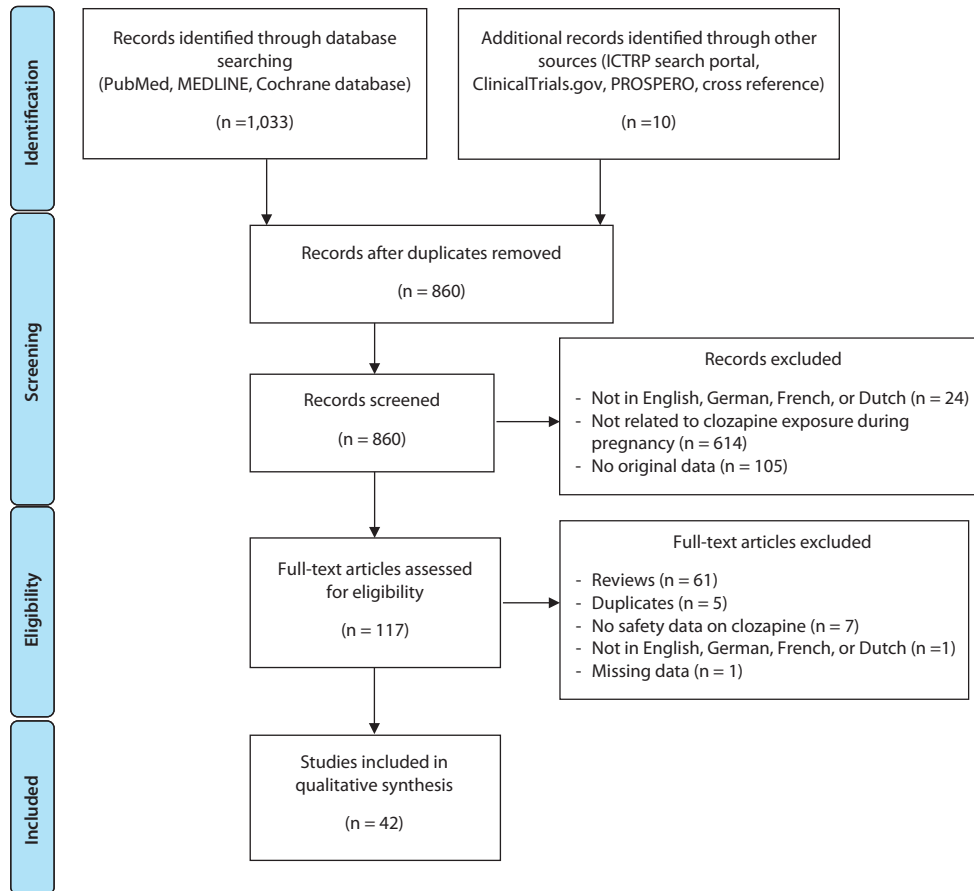 Identification
Records identified through database
searching
(PubMed, MEDLINE, Cochrane database)
(n =1,033)
Additional records identified through other
sources (ICTRP search portal,
ClinicalTrials.gov, PROSPERO, cross reference)
(n =10)
Screening
Records after duplicates removed
(n = 860)
Records screened
(n = 860)
Records excluded
- Not in English, German, French, or Dutch (n = 24)
- Not related to clozapine exposure during
pregnancy (n = 614)
- No original data (n = 105)
Eligibility
Full-text articles assessed
for eligibility
(n = 117)
Full-text articles excluded
- Reviews (n = 61)
- Duplicates (n = 5)
- No safety data on clozapine (n = 7)
- Not in English, German, French, or Dutch (n =1)
- Missing data (n = 1)
Included
Studies included in
qualitative synthesis
(n = 42)